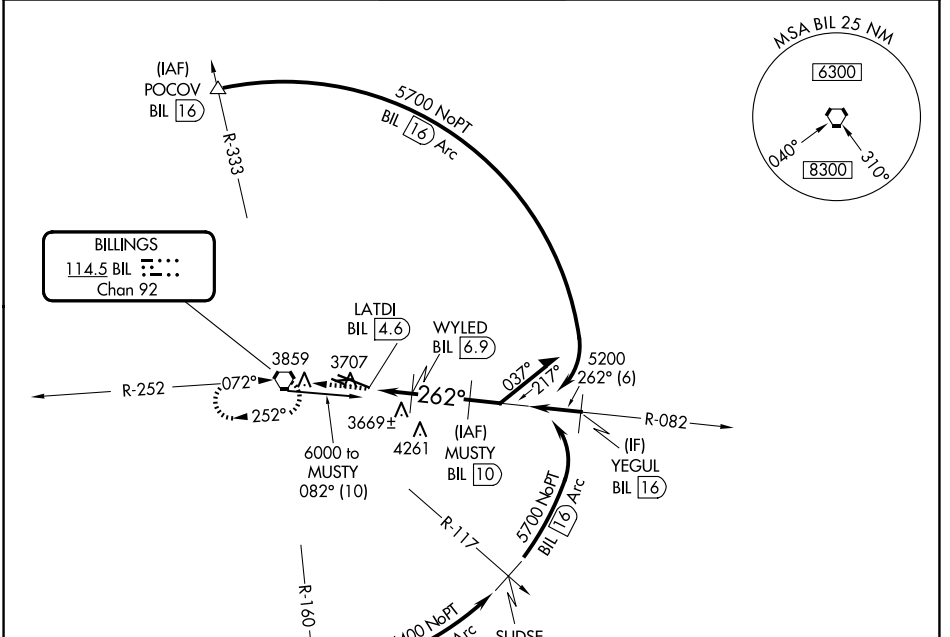 (IAF)
POCOV
BIL 16
5700 NoPT
BIL 16 Arc
R-333
MSA BIL 25 NM
6300
040°
310°
8300
BILLINGS
114.5 BIL
Chan 92
LATDI
BIL 4.6
WYLED
BIL 6.9
3859
3707
037°
217°
5200
262° (6)
R-252
072°
262°
R-082
252°
3669±
4261
(IAF)
MUSTY
BIL 10
(IF)
YEGUL
BIL 16
6000 to
MUSTY
082° (10)
5700 NoPT
BIL 16 Arc
R-117
R-160
400 NoPT
Arc